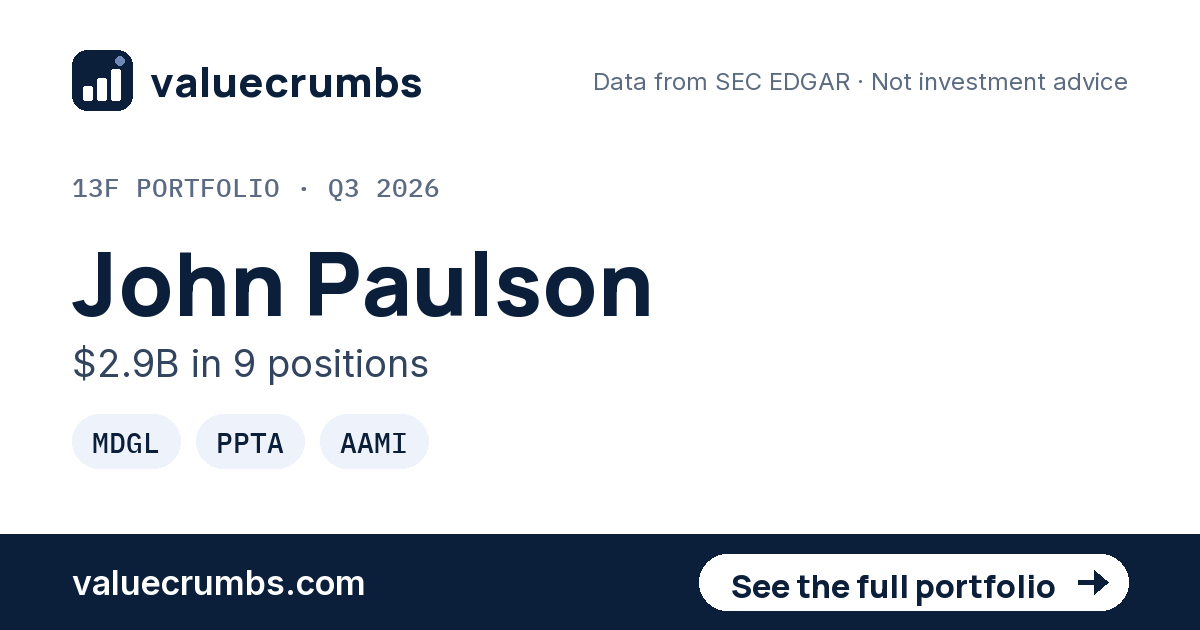 valuecrumbs
Data from SEC EDGAR · Not investment advice
13F PORTFOLIO · Q3 2026
John Paulson
$2.9B in 9 positions
MDGL PPTA AAMI
valuecrumbs.com
See the full portfolio →